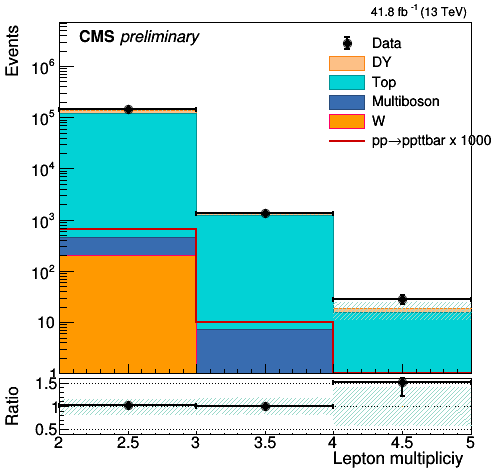 41.8 fb⁻¹ (13 TeV)
CMS preliminary
Events
Data
DY
Top
Multiboson
W
pp→ppttbar x 1000
10⁶
10⁵
10⁴
10³
10²
10
1
Ratio
1.5
1
0.5
2 2.5 3 3.5 4 4.5 5
Lepton multipliciy